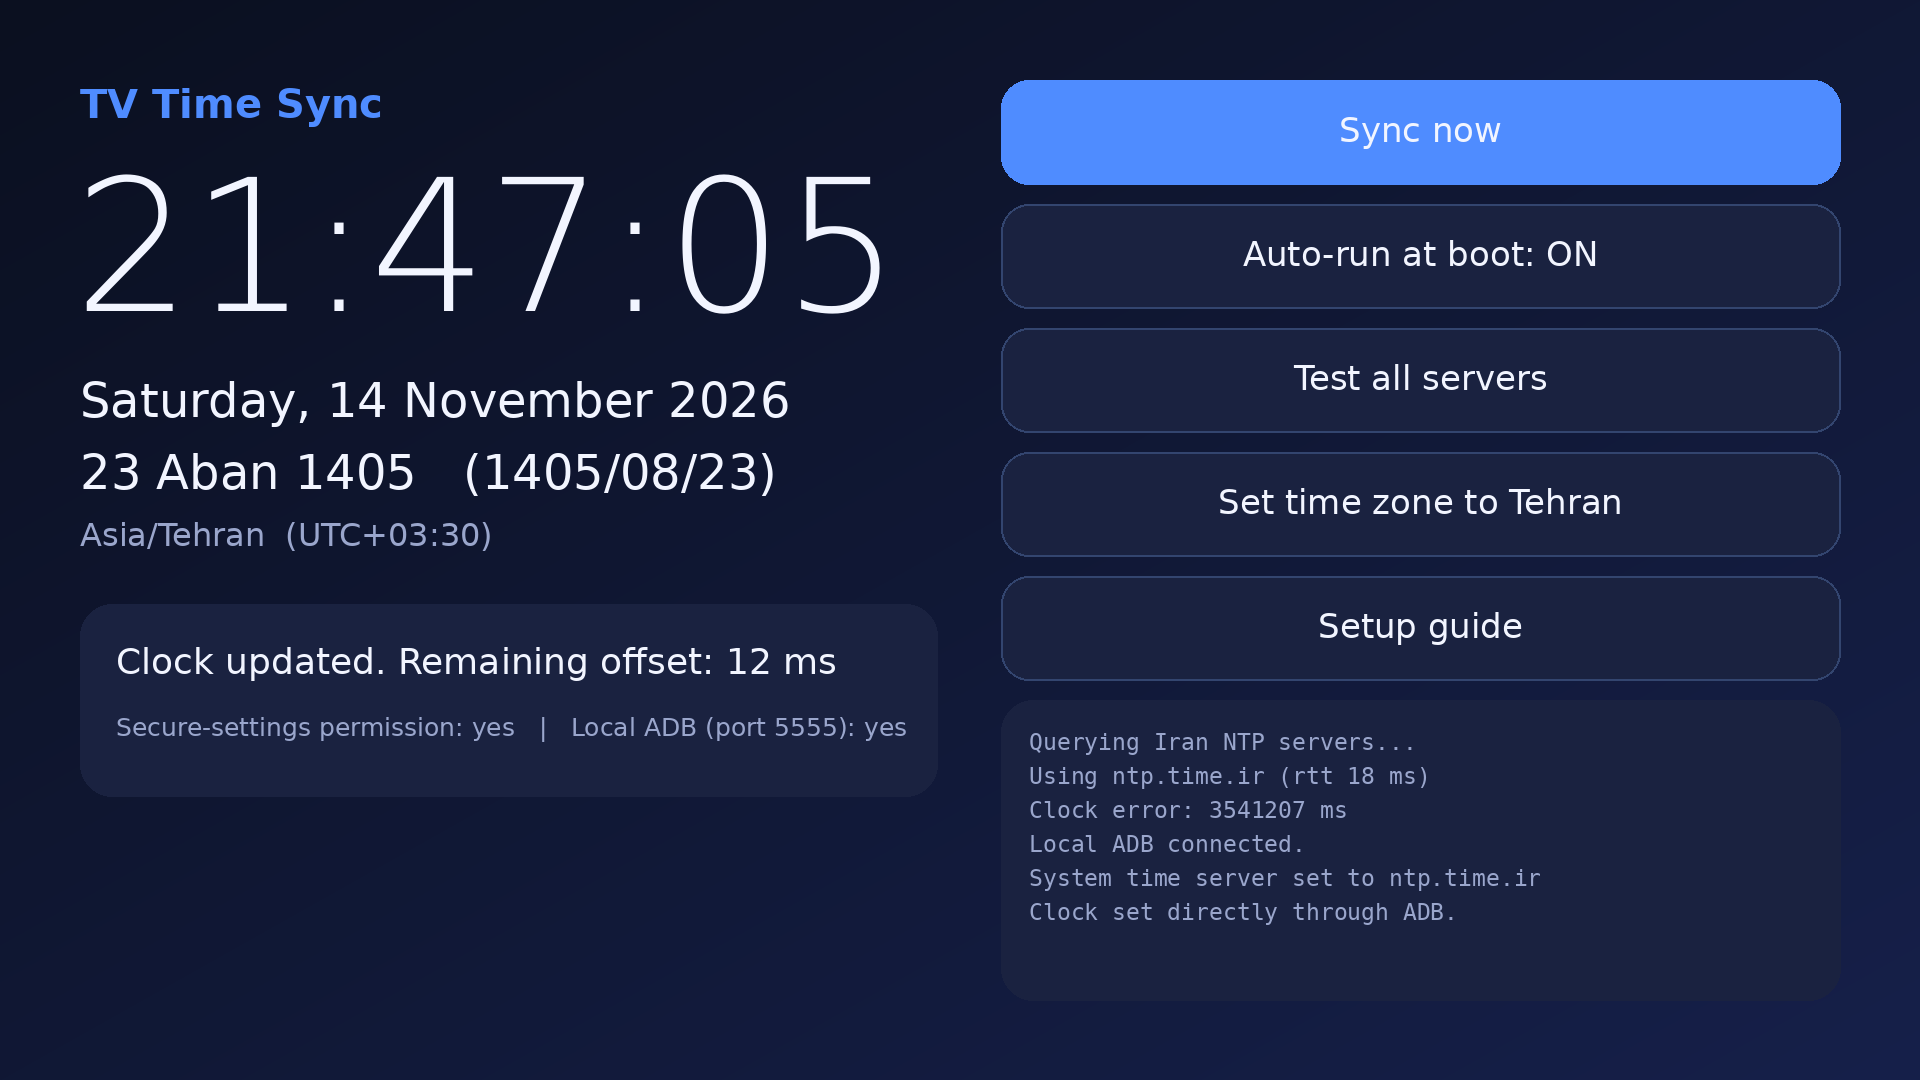 TV Time Sync
21:47:05
Saturday, 14 November 2026
23 Aban 1405   (1405/08/23)
Asia/Tehran  (UTC+03:30)
Clock updated. Remaining offset: 12 ms
Secure-settings permission: yes   |   Local ADB (port 5555): yes
Sync now
Auto-run at boot: ON
Test all servers
Set time zone to Tehran
Setup guide
Querying Iran NTP servers...
Using ntp.time.ir (rtt 18 ms)
Clock error: 3541207 ms
Local ADB connected.
System time server set to ntp.time.ir
Clock set directly through ADB.